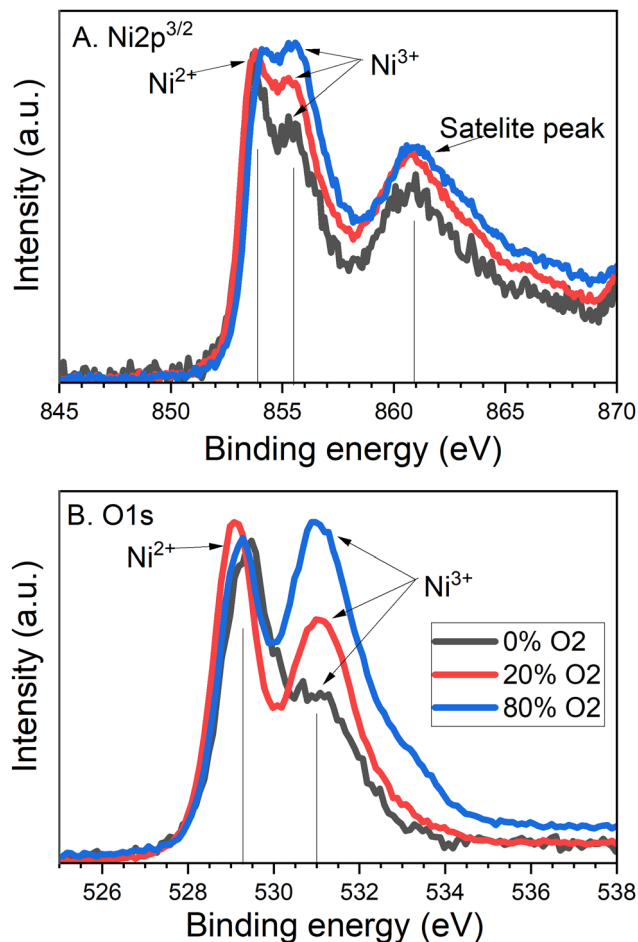 A. Ni2p3/2
Ni2+
Ni3+
Satelite peak
Intensity (a.u.)
845 850 855 860 865 870
Binding energy (eV)
B. O1s
Ni2+
Ni3+
0% O2
20% O2
80% O2
Intensity (a.u.)
526 528 530 532 534 536 538
Binding energy (eV)